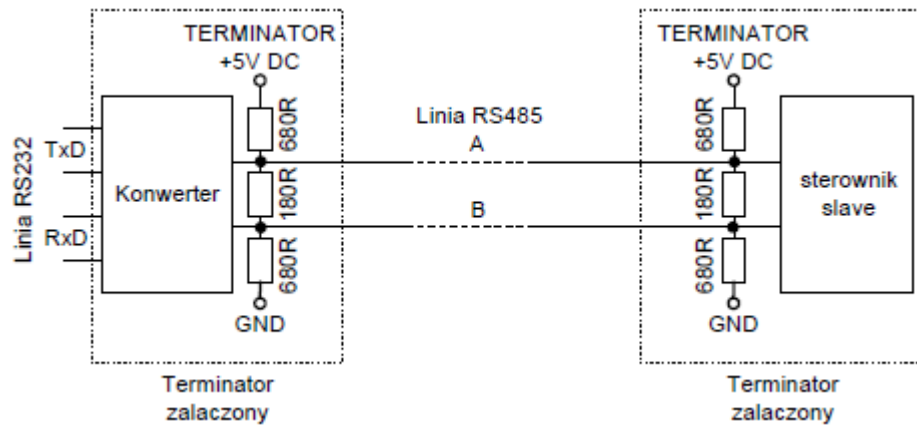 TERMINATOR
+5V DC
680R
180R
680R
GND
Linia RS232
TxD
RxD
Konwerter
Linia RS485
A
B
TERMINATOR
+5V DC
680R
180R
680R
GND
sterownik
slave
Terminator
zalaczony
Terminator
zalaczony